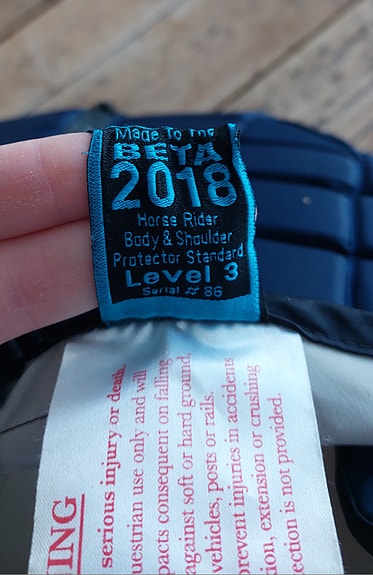 Made To The
BETA
2018
Horse Rider
Body & Shoulder
Protector Standard
Level 3
Serial # 86
ING
serious injury or death.
uestrian use only and will
pacts consequent on falling
against soft or hard ground,
vehicles, posts or rails.
prevent injuries in accidents
ion, extension or crushing
ection is not provided.